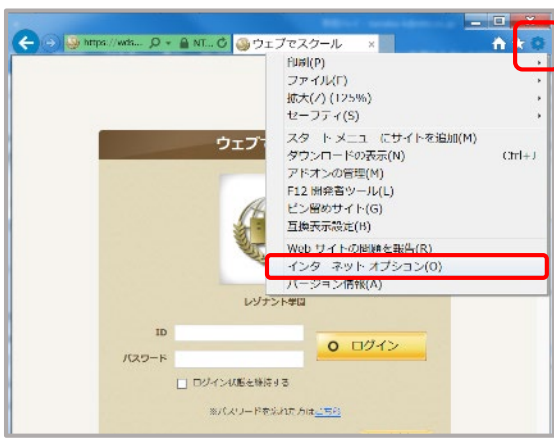 https://wds... NT... ウェブでスクール ×
印刷(P)
ファイル(F)
拡大(Z) (125%)
セーフティ(S)
スタート メニューにサイトを追加(M)
ダウンロードの表示(N) Ctrl+J
アドオンの管理(M)
F12 開発者ツール(L)
ピン留めサイト(G)
互換表示設定(B)
Web サイトの問題を報告(R)
インターネット オプション(O)
バージョン情報(A)
ウェブで
レゾナント学園
ID
パスワード
ログイン
ログイン状態を維持する
※パスワードを忘れた方はこちら